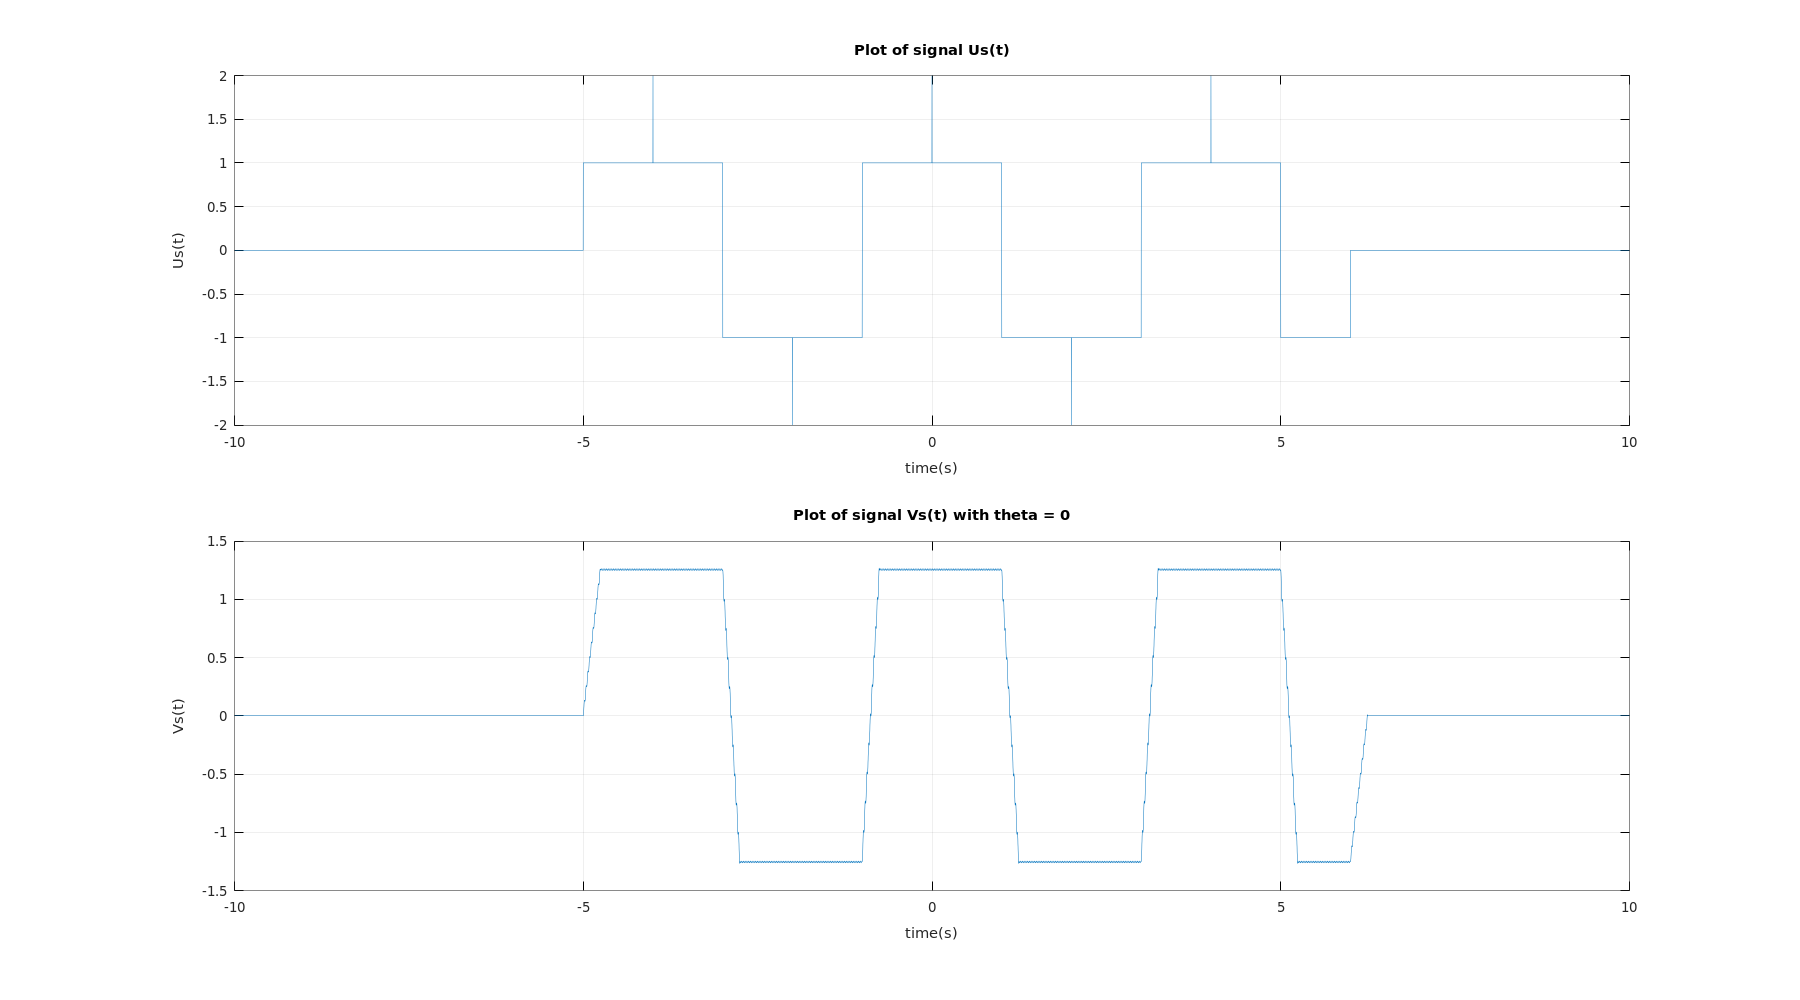 Plot of signal Us(t)
2
1.5
1
0.5
0
-0.5
-1
-1.5
-2
Us(t)
-10 -5 0 5 10
time(s)
Plot of signal Vs(t) with theta = 0
1.5
1
0.5
0
-0.5
-1
-1.5
Vs(t)
-10 -5 0 5 10
time(s)